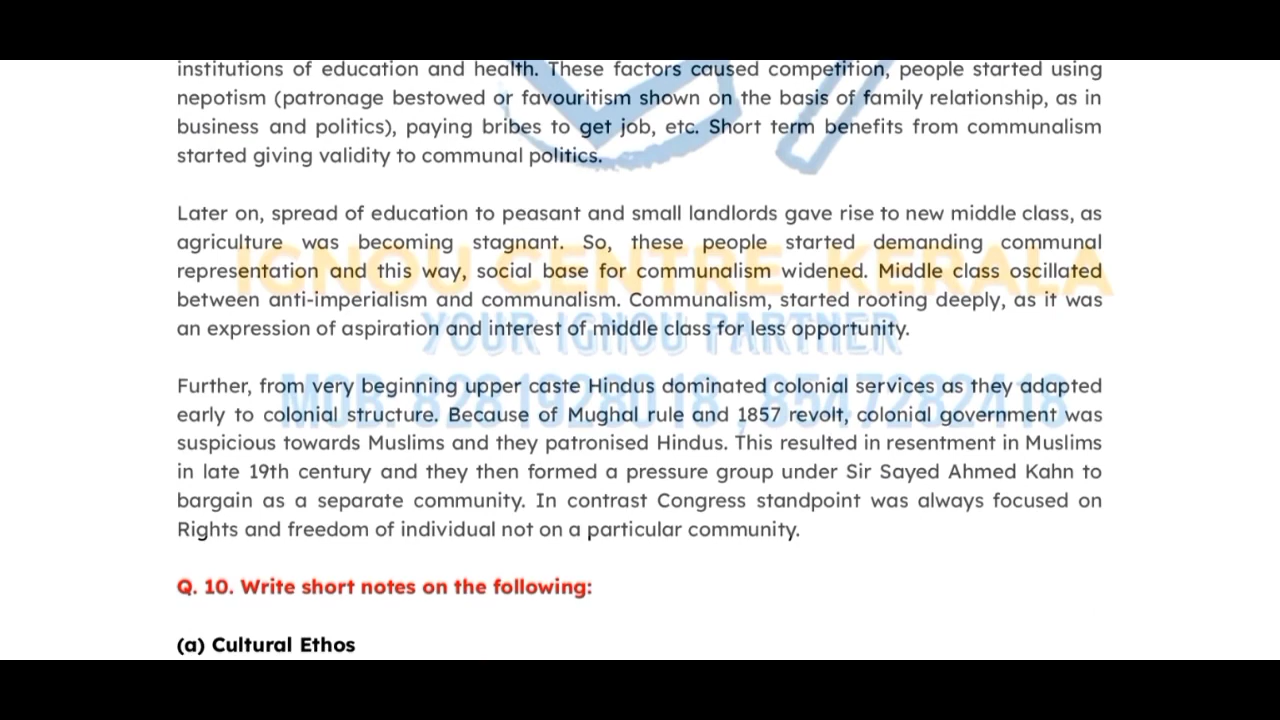 institutions of education and health. These factors caused competition, people started using
nepotism (patronage bestowed or favouritism shown on the basis of family relationship, as in
business and politics), paying bribes to get job, etc. Short term benefits from communalism
started giving validity to communal politics.
Later on, spread of education to peasant and small landlords gave rise to new middle class, as
agriculture was becoming stagnant. So, these people started demanding communal
representation and this way, social base for communalism widened. Middle class oscillated
between anti-imperialism and communalism. Communalism, started rooting deeply, as it was
an expression of aspiration and interest of middle class for less opportunity.
Further, from very beginning upper caste Hindus dominated colonial services as they adapted
early to colonial structure. Because of Mughal rule and 1857 revolt, colonial government was
suspicious towards Muslims and they patronised Hindus. This resulted in resentment in Muslims
in late 19th century and they then formed a pressure group under Sir Sayed Ahmed Kahn to
bargain as a separate community. In contrast Congress standpoint was always focused on
Rights and freedom of individual not on a particular community.
Q. 10. Write short notes on the following:
(a) Cultural Ethos
IGNOU CENTRE KERALA
YOUR IGNOU PARTNER